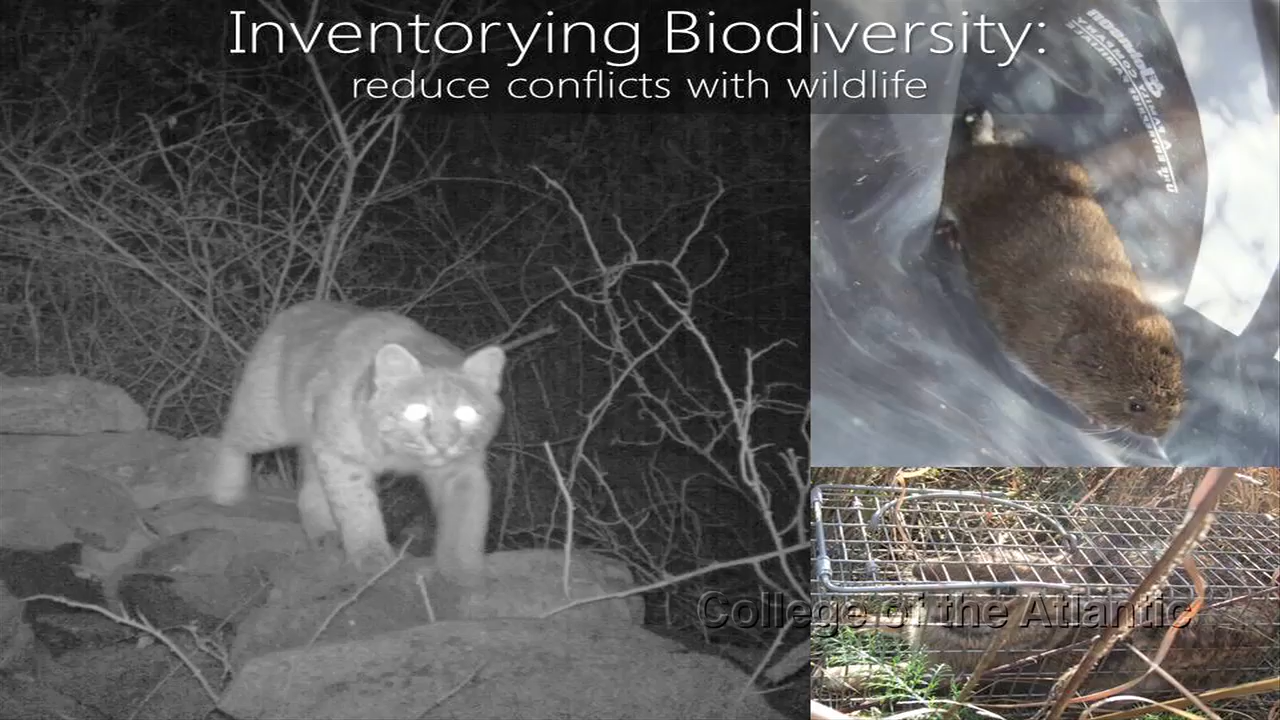 Inventorying Biodiversity:
reduce conflicts with wildlife
College of the Atlantic